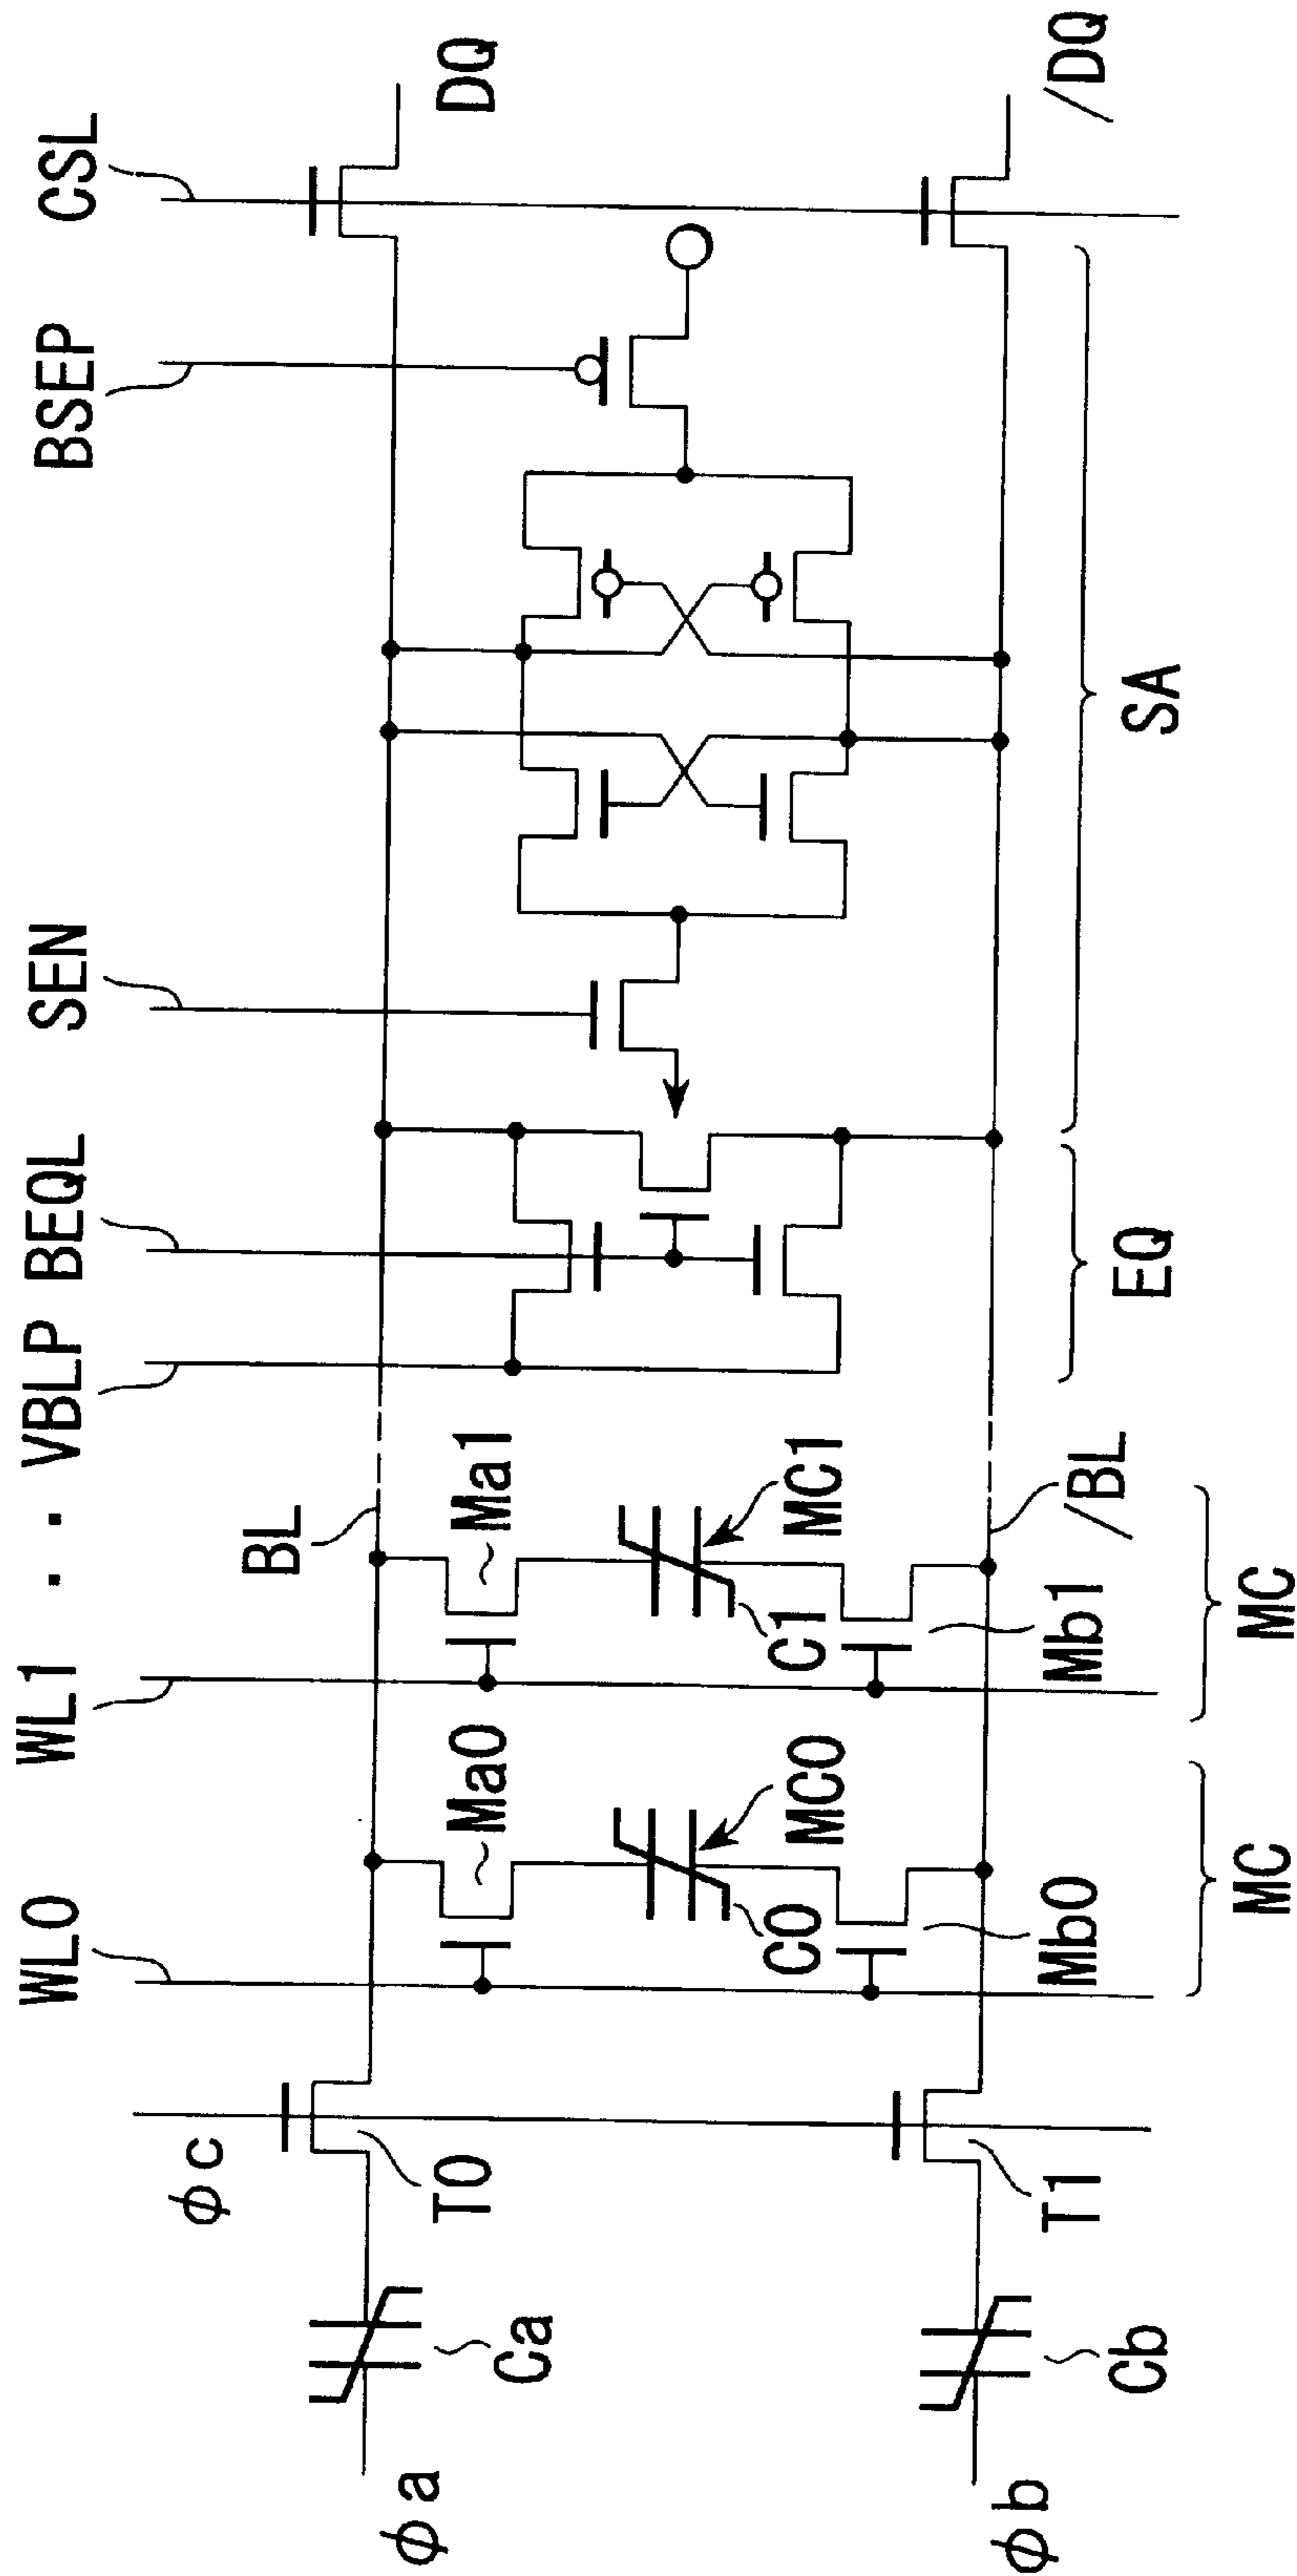 WL0
WL1
. .
VBLP
BEQL
SEN
BSEP
CSL
φc
BL
DQ
φa
Ca
T0
Ma0
Ma1
C0
MC0
C1
MC1
φb
Cb
T1
Mb0
Mb1
/BL
/DQ
MC
MC
EQ
SA